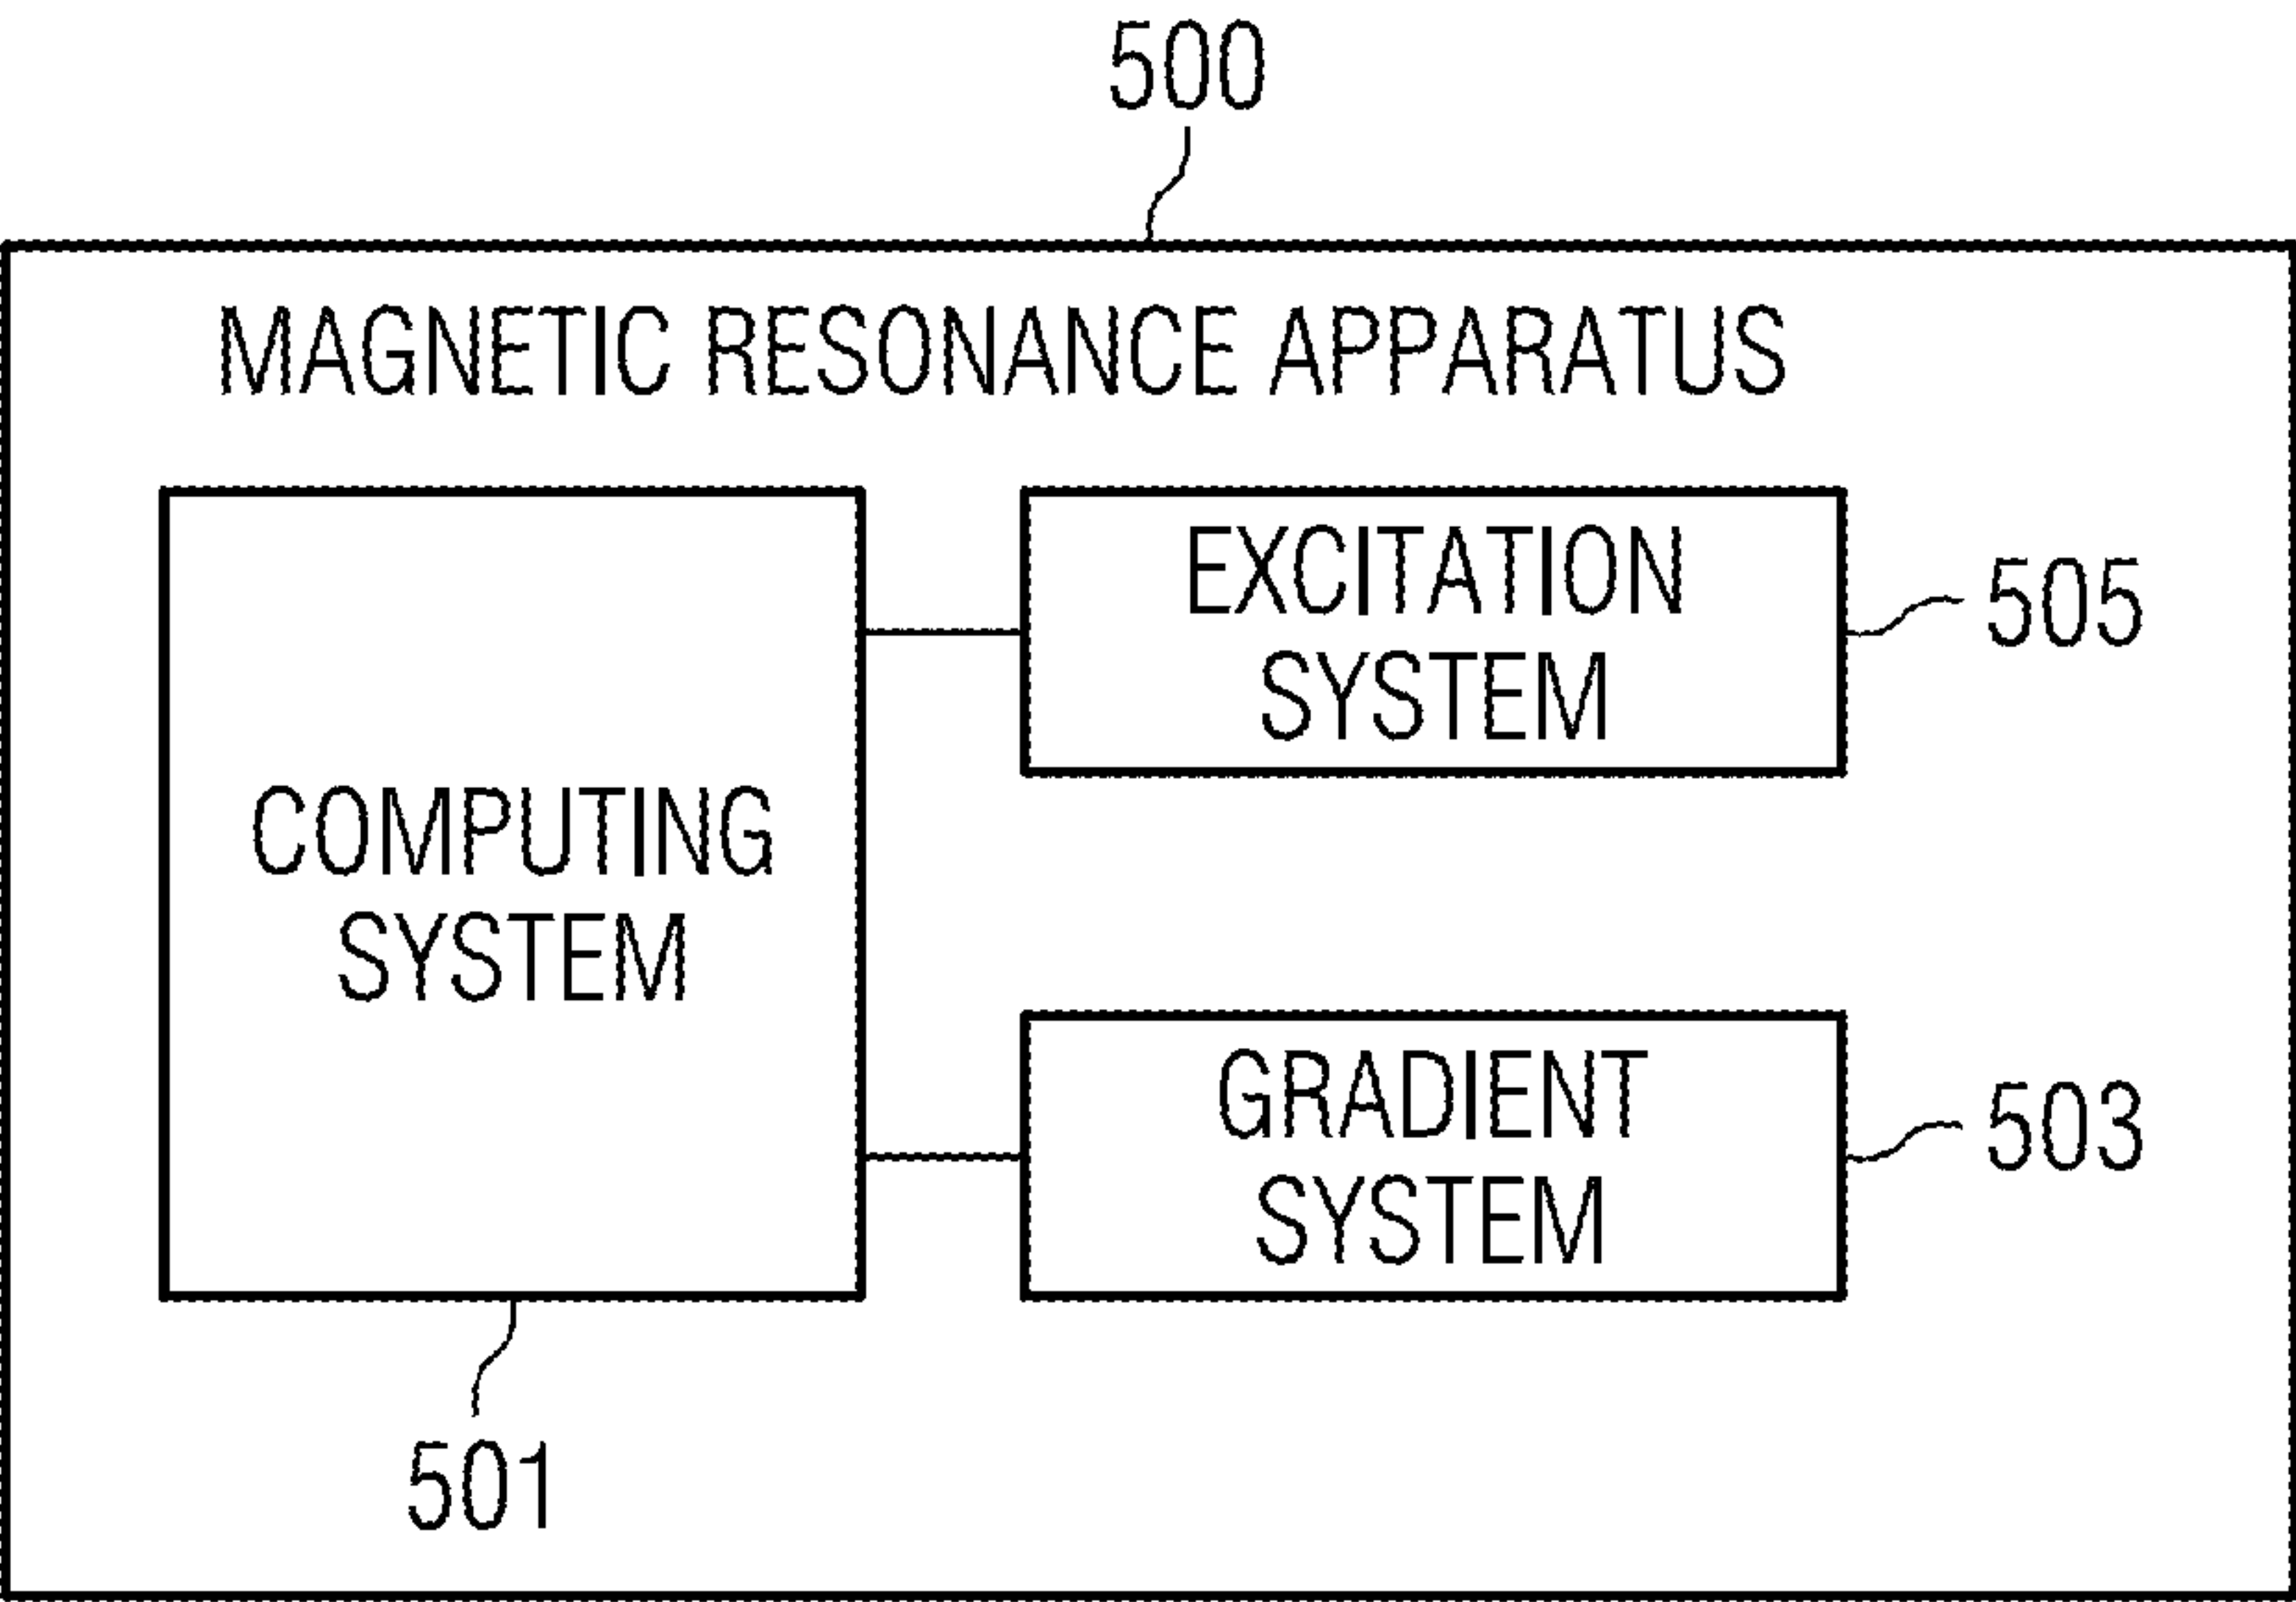 500
MAGNETIC RESONANCE APPARATUS
EXCITATION
SYSTEM
505
COMPUTING
SYSTEM
GRADIENT
SYSTEM
503
501